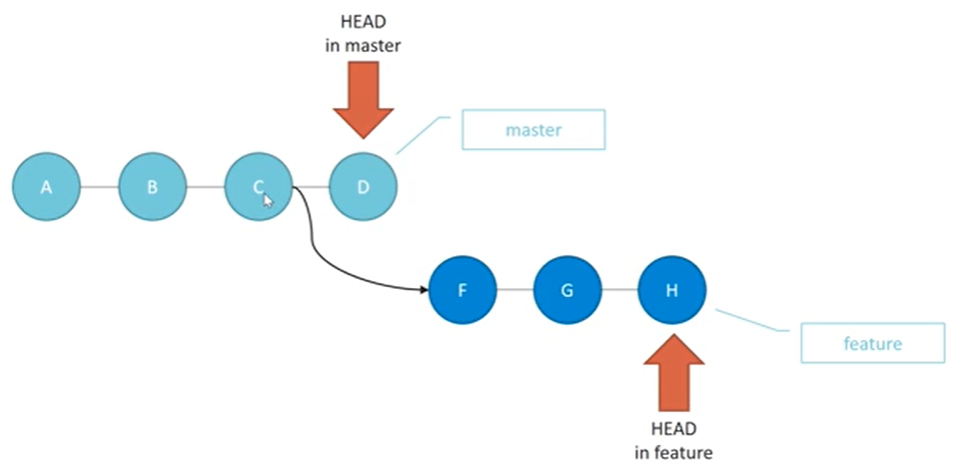 HEAD
in master
master
A
B
C
D
F
G
H
feature
HEAD
in feature